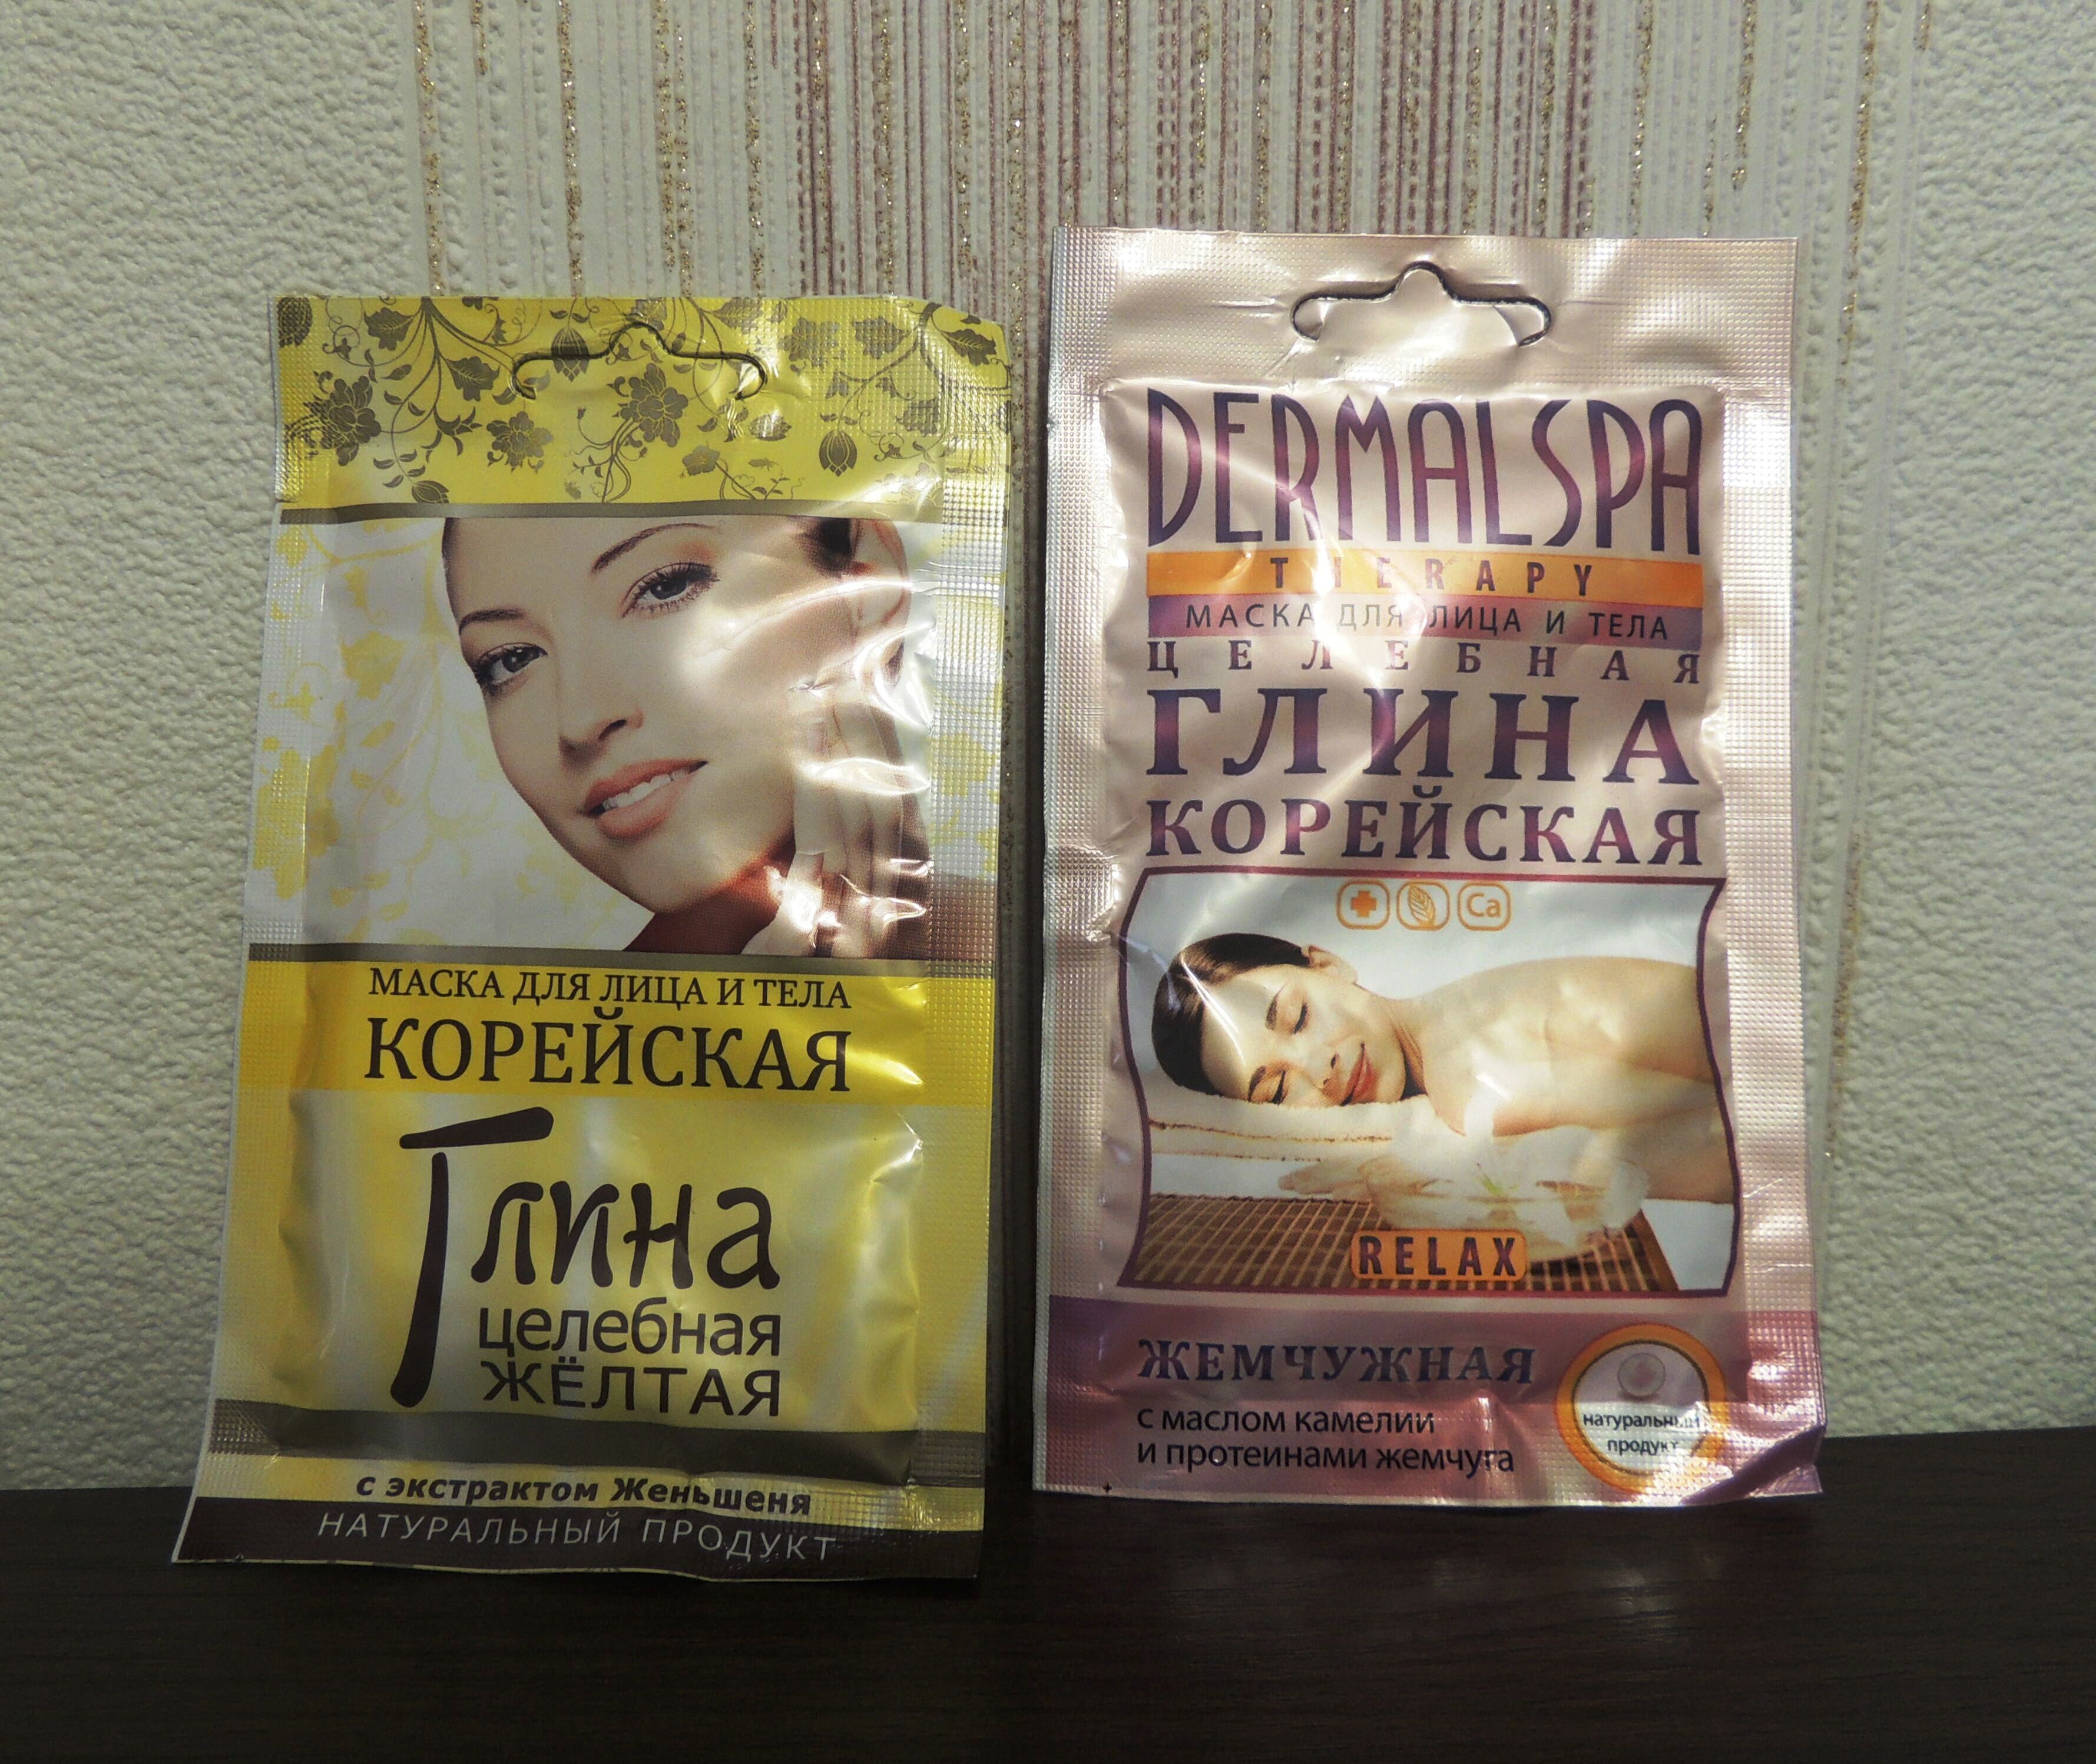 МАСКА ДЛЯ ЛИЦА И ТЕЛА
КОРЕЙСКАЯ
Глина
целебная
ЖЁЛТАЯ
с экстрактом Женьшеня
НАТУРАЛЬНЫЙ ПРОДУКТ
DERMALSPA
THERAPY
МАСКА ДЛЯ ЛИЦА И ТЕЛА
ЦЕЛЕБНАЯ
ГЛИНА
КОРЕЙСКАЯ
Ca
RELAX
ЖЕМЧУЖНАЯ
с маслом камелии
и протеинами жемчуга
натуральный
продукт